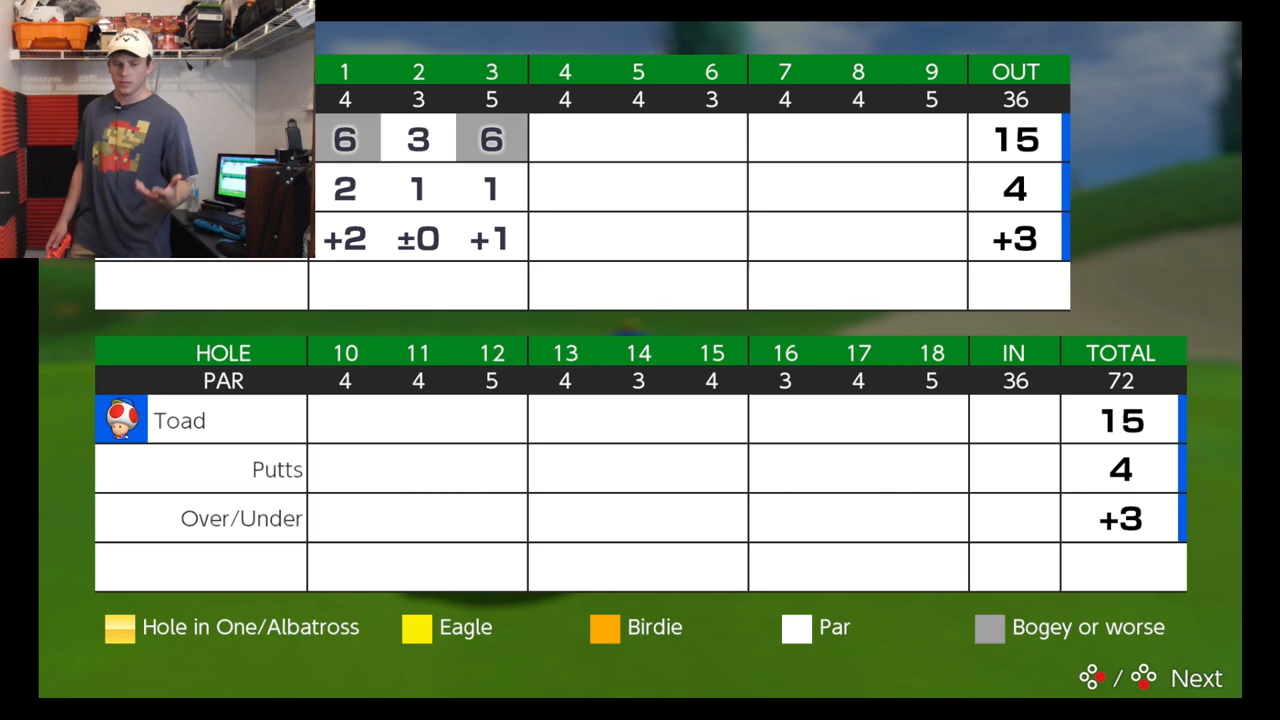 1 2 3 4 5 6 7 8 9 OUT
4 3 5 4 4 3 4 4 5 36
6 3 6 15
2 1 1 4
+2 ±0 +1 +3
HOLE 10 11 12 13 14 15 16 17 18 IN TOTAL
PAR 4 4 5 4 3 4 3 4 5 36 72
Toad 15
Putts 4
Over/Under +3
Hole in One/Albatross Eagle Birdie Par Bogey or worse
/ Next